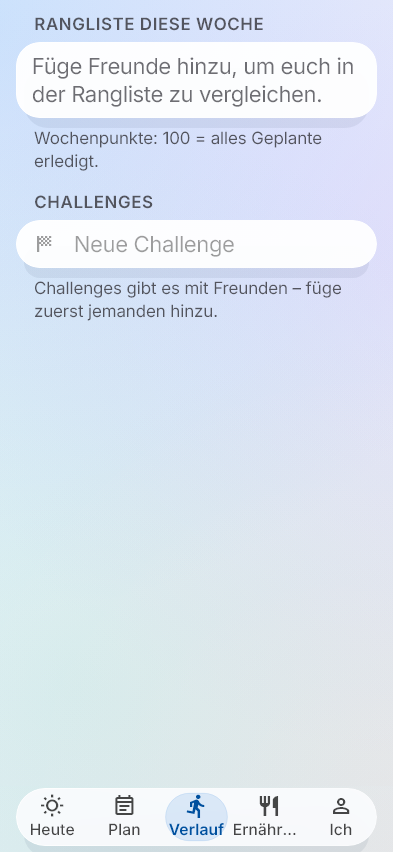 RANGLISTE DIESE WOCHE
Füge Freunde hinzu, um euch in
der Rangliste zu vergleichen.
Wochenpunkte: 100 = alles Geplante
erledigt.
CHALLENGES
Neue Challenge
Challenges gibt es mit Freunden – füge
zuerst jemanden hinzu.
Heute Plan Verlauf Ernähr... Ich